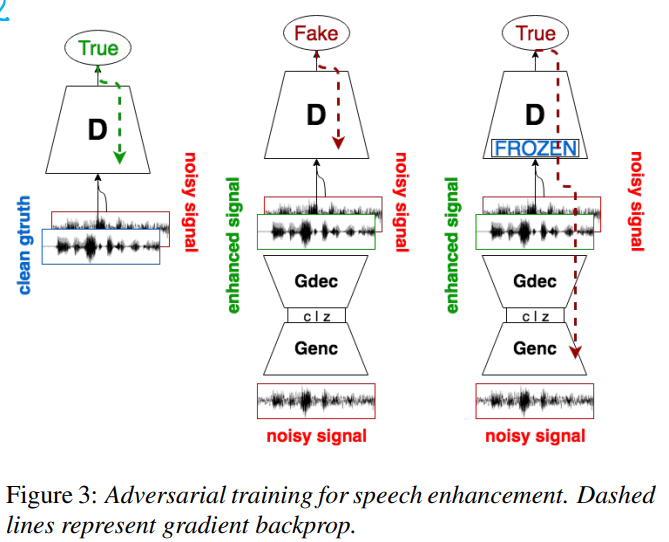 True
Fake
True
D
D
D
FROZEN
clean gtruth
noisy signal
enhanced signal
noisy signal
enhanced signal
noisy signal
Gdec
Gdec
c | z
c | z
Genc
Genc
noisy signal
noisy signal
Figure 3: Adversarial training for speech enhancement. Dashed
lines represent gradient backprop.